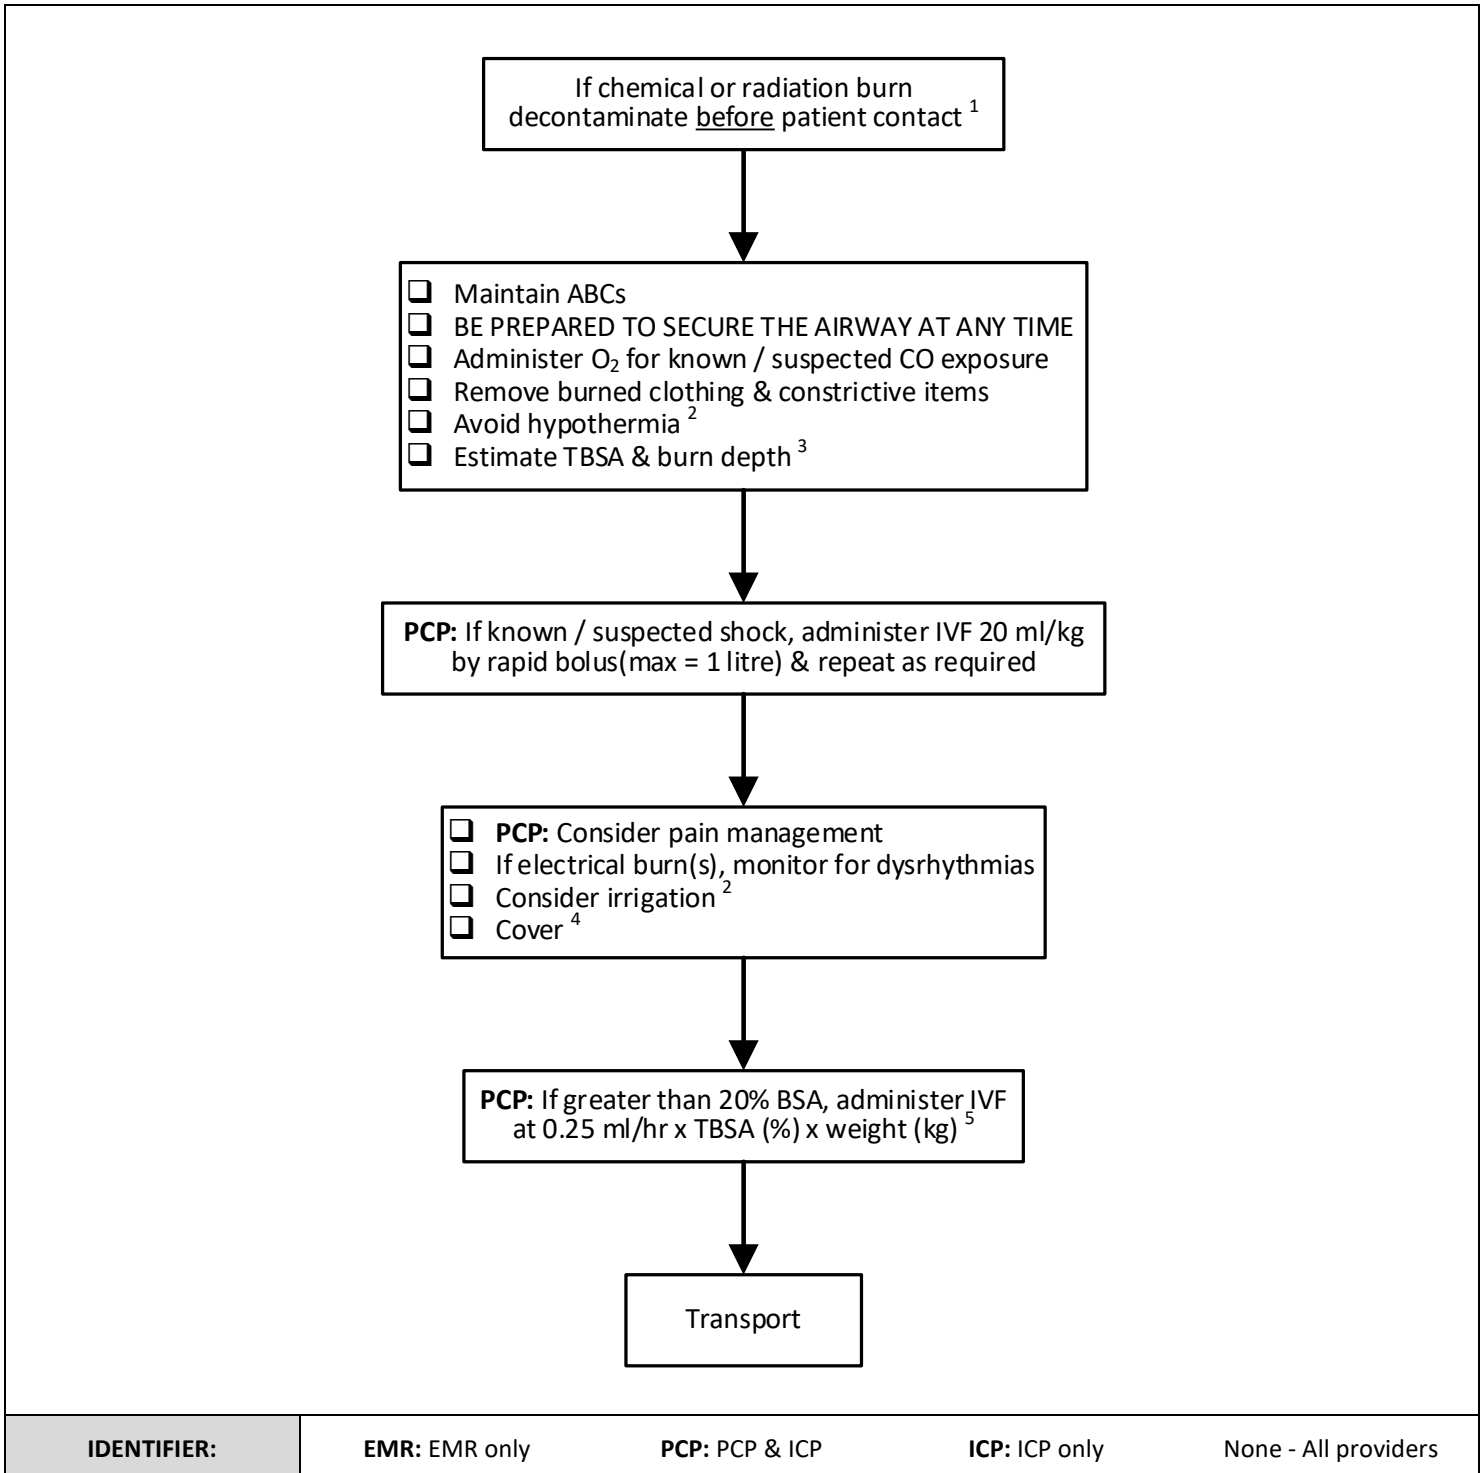 If chemical or radiation burn
decontaminate before patient contact 1
❑ Maintain ABCs
❑ BE PREPARED TO SECURE THE AIRWAY AT ANY TIME
❑ Administer O2 for known / suspected CO exposure
❑ Remove burned clothing & constrictive items
❑ Avoid hypothermia 2
❑ Estimate TBSA & burn depth 3
PCP: If known / suspected shock, administer IVF 20 ml/kg
by rapid bolus(max = 1 litre) & repeat as required
❑ PCP: Consider pain management
❑ If electrical burn(s), monitor for dysrhythmias
❑ Consider irrigation 2
❑ Cover 4
PCP: If greater than 20% BSA, administer IVF
at 0.25 ml/hr x TBSA (%) x weight (kg) 5
Transport
IDENTIFIER: EMR: EMR only PCP: PCP & ICP ICP: ICP only None - All providers